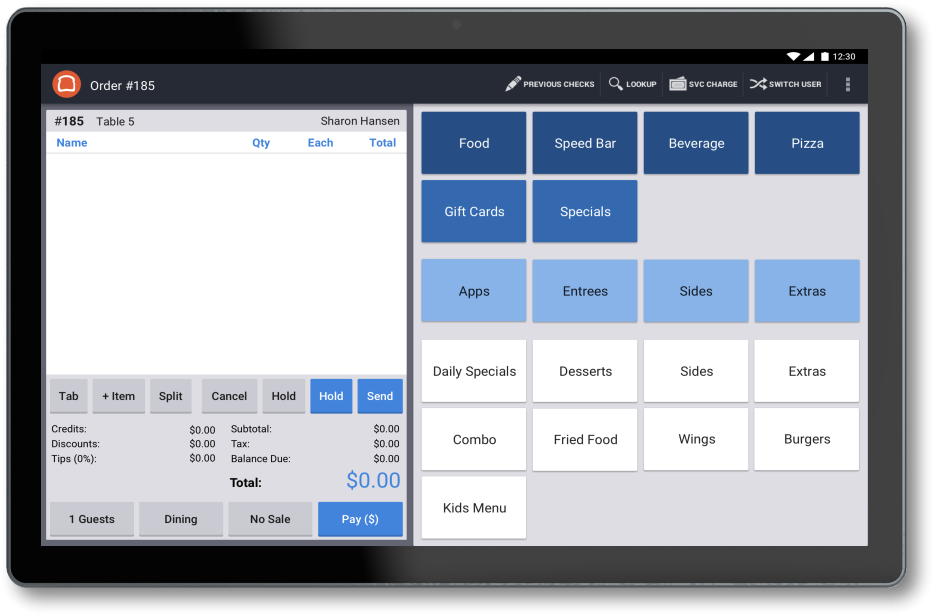 12:30
Order #185
PREVIOUS CHECKS
LOOKUP
SVC CHARGE
SWITCH USER
#185 Table 5 Sharon Hansen
Name Qty Each Total
Tab + Item Split Cancel Hold Hold Send
Credits: $0.00 Subtotal: $0.00
Discounts: $0.00 Tax: $0.00
Tips (0%): $0.00 Balance Due: $0.00
Total: $0.00
1 Guests Dining No Sale Pay ($)
Food Speed Bar Beverage Pizza
Gift Cards Specials
Apps Entrees Sides Extras
Daily Specials Desserts Sides Extras
Combo Fried Food Wings Burgers
Kids Menu